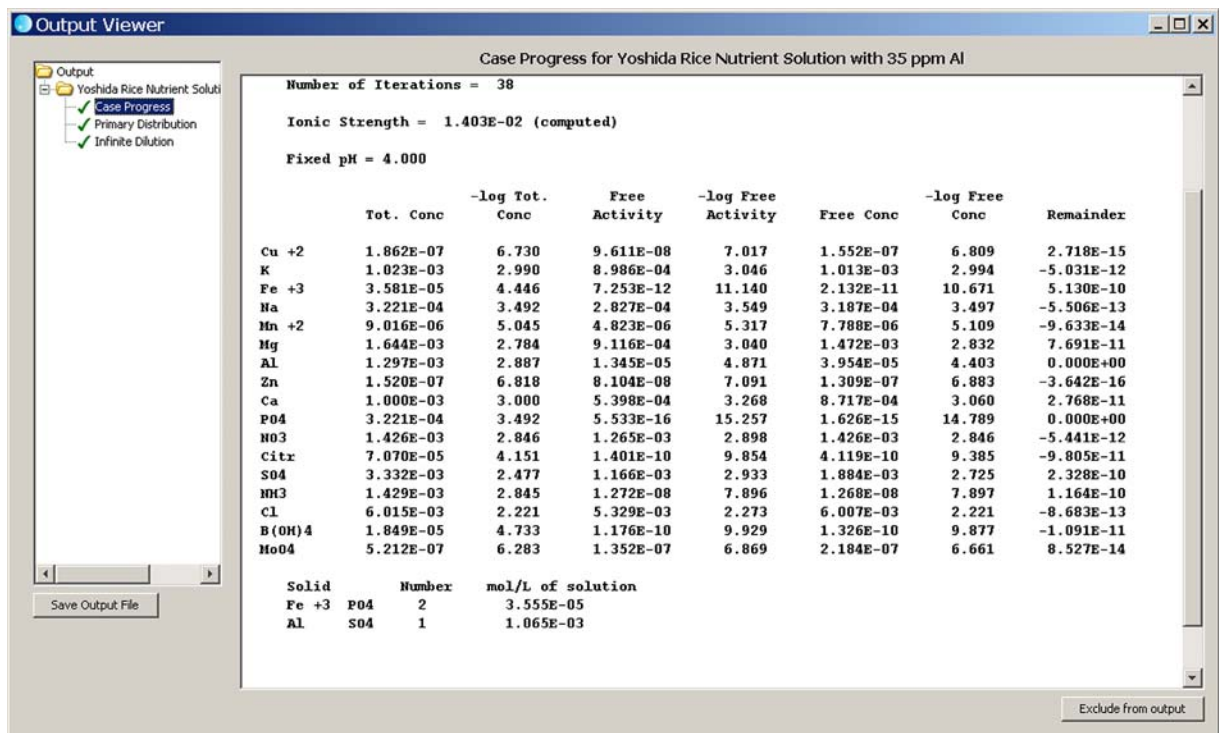 Output Viewer
Output
Yoshida Rice Nutrient Soluti
Case Progress
Primary Distribution
Infinite Dilution
Save Output File
Case Progress for Yoshida Rice Nutrient Solution with 35 ppm Al
Number of Iterations = 38
Ionic Strength = 1.403E-02 (computed)
Fixed pH = 4.000
-log Tot. Free -log Free -log Free
Tot. Conc Conc Activity Activity Free Conc Conc Remainder
Cu +2 1.862E-07 6.730 9.611E-08 7.017 1.552E-07 6.809 2.718E-15
K 1.023E-03 2.990 8.986E-04 3.046 1.013E-03 2.994 -5.031E-12
Fe +3 3.581E-05 4.446 7.253E-12 11.140 2.132E-11 10.671 5.130E-10
Na 3.221E-04 3.492 2.827E-04 3.549 3.187E-04 3.497 -5.506E-13
Mn +2 9.016E-06 5.045 4.823E-06 5.317 7.788E-06 5.109 -9.633E-14
Mg 1.644E-03 2.784 9.116E-04 3.040 1.472E-03 2.832 7.691E-11
Al 1.297E-03 2.887 1.345E-05 4.871 3.954E-05 4.403 0.000E+00
Zn 1.520E-07 6.818 8.104E-08 7.091 1.309E-07 6.883 -3.642E-16
Ca 1.000E-03 3.000 5.398E-04 3.268 8.717E-04 3.060 2.768E-11
PO4 3.221E-04 3.492 5.533E-16 15.257 1.626E-15 14.789 0.000E+00
NO3 1.426E-03 2.846 1.265E-03 2.898 1.426E-03 2.846 -5.441E-12
Citr 7.070E-05 4.151 1.401E-10 9.854 4.119E-10 9.385 -9.805E-11
SO4 3.332E-03 2.477 1.166E-03 2.933 1.884E-03 2.725 2.328E-10
NH3 1.429E-03 2.845 1.272E-08 7.896 1.268E-08 7.897 1.164E-10
Cl 6.015E-03 2.221 5.329E-03 2.273 6.007E-03 2.221 -8.683E-13
B(OH)4 1.849E-05 4.733 1.176E-10 9.929 1.326E-10 9.877 -1.091E-11
MoO4 5.212E-07 6.283 1.352E-07 6.869 2.184E-07 6.661 8.527E-14
Solid Number mol/L of solution
Fe +3 PO4 2 3.555E-05
Al SO4 1 1.065E-03
Exclude from output